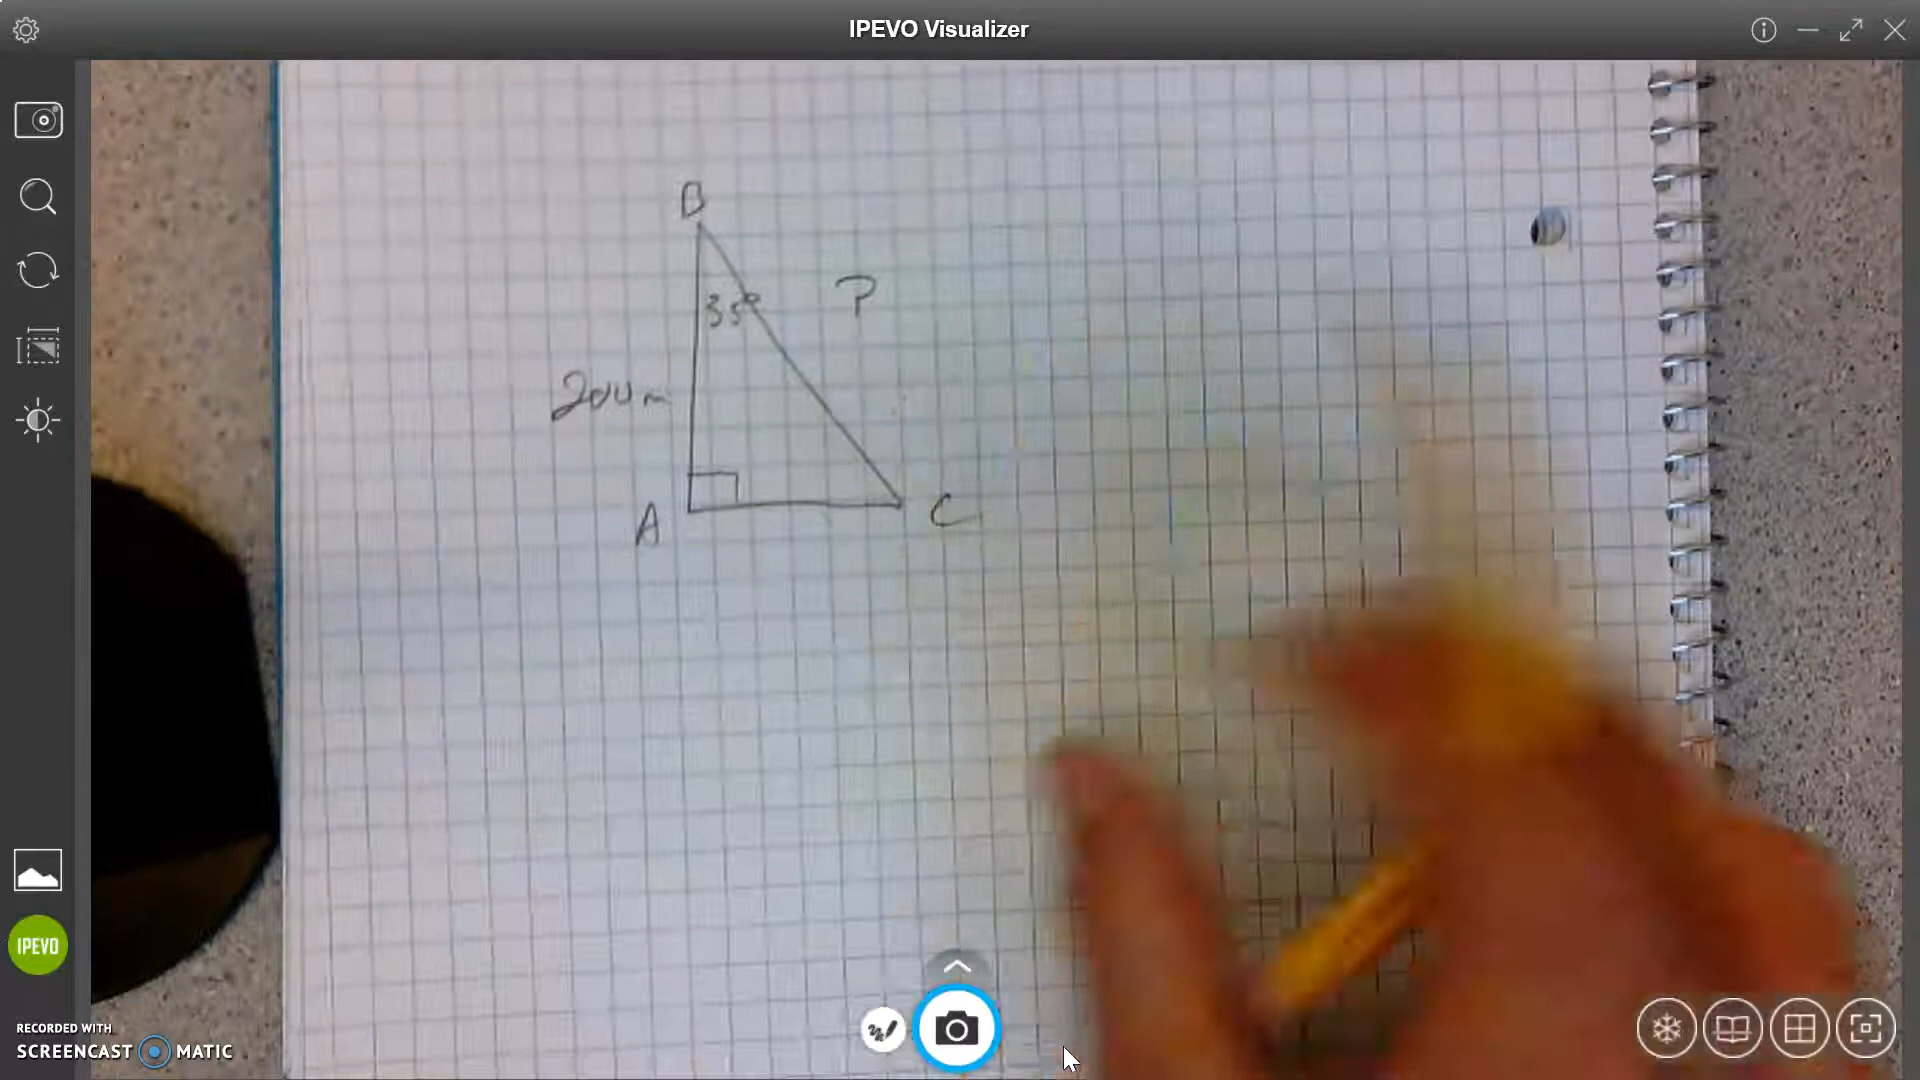 IPEVO Visualizer
B
35°
?
200m
A
C
IPEVO
RECORDED WITH
SCREENCAST MATIC